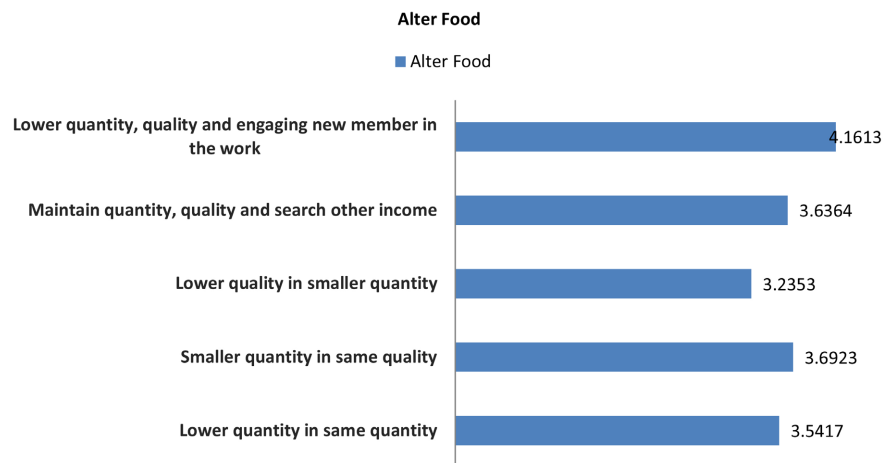 Alter Food
Alter Food
Lower quantity, quality and engaging new member in
the work
4.1613
Maintain quantity, quality and search other income
3.6364
Lower quality in smaller quantity
3.2353
Smaller quantity in same quality
3.6923
Lower quantity in same quantity
3.5417